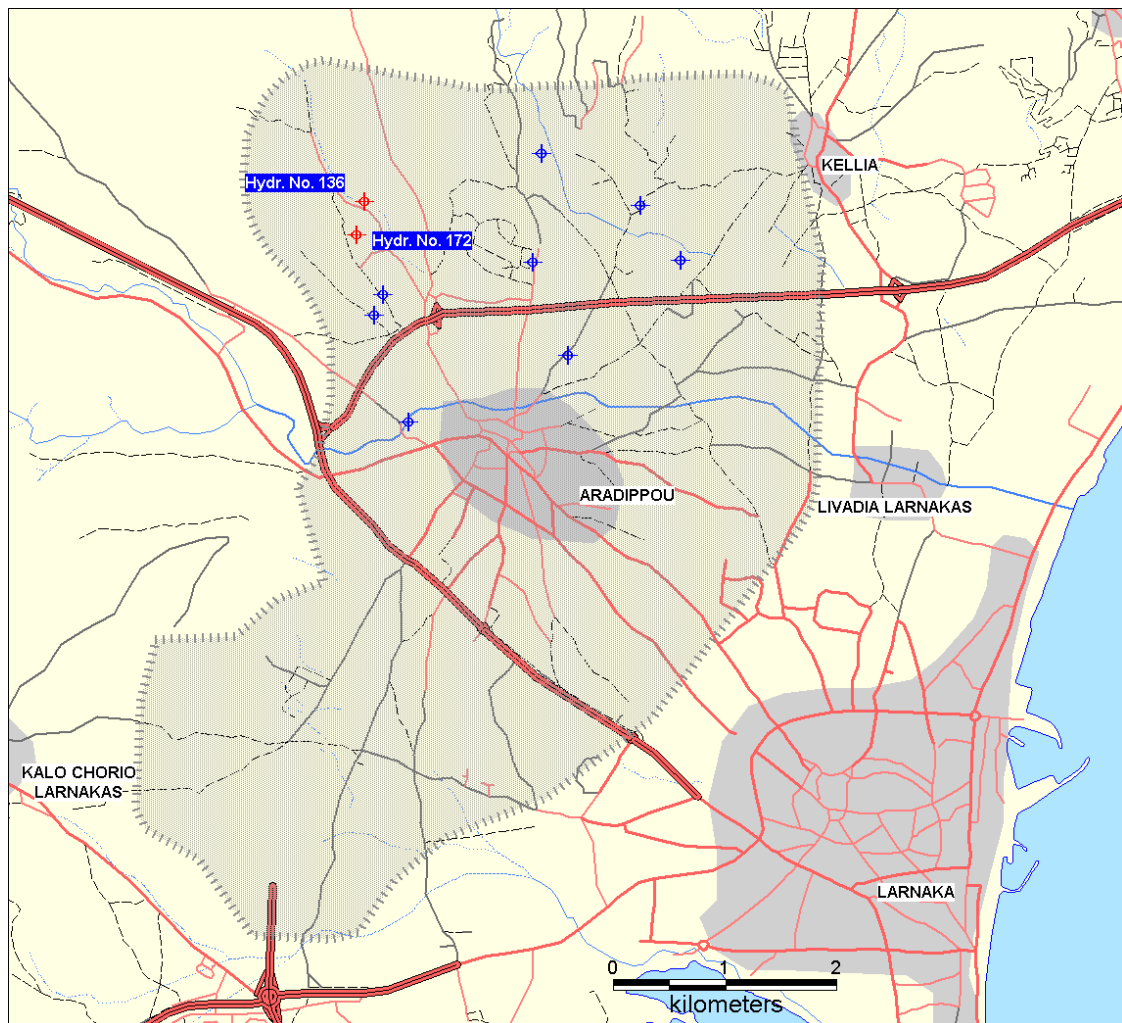 KELLIA
Hydr. No. 136
Hydr. No. 172
ARADIPPOU
LIVADIA LARNAKAS
KALO CHORIO
LARNAKAS
LARNAKA
0 1 2
kilometers